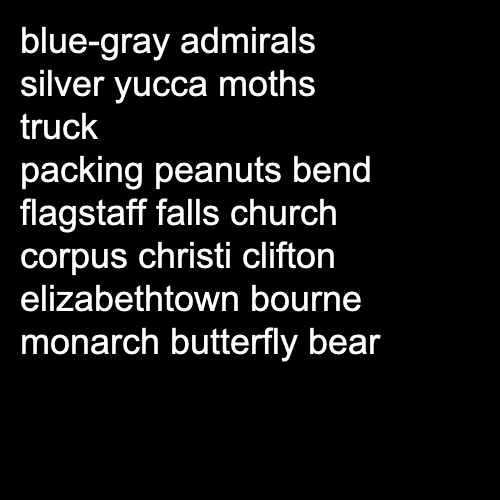 blue-gray admirals
silver yucca moths
truck
packing peanuts bend
flagstaff falls church
corpus christi clifton
elizabethtown bourne
monarch butterfly bear